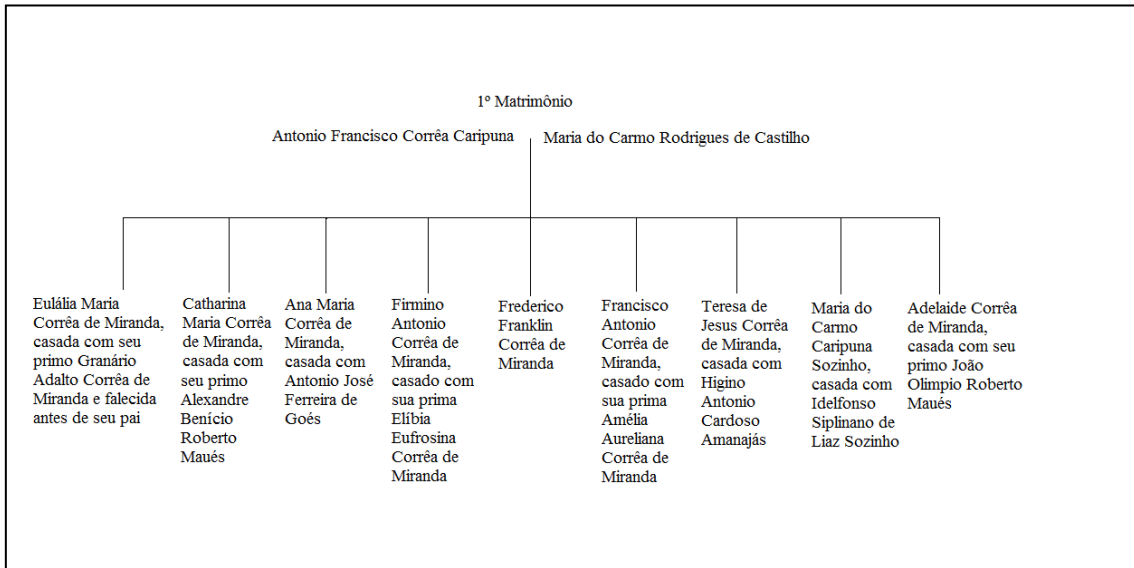 1º Matrimônio
Antonio Francisco Corrêa Caripuna
Maria do Carmo Rodrigues de Castilho
Eulália Maria
Corrêa de Miranda,
casada com seu
primo Granário
Adalto Corrêa de
Miranda e falecida
antes de seu pai
Catharina
Maria Corrêa
de Miranda,
casada com
seu primo
Alexandre
Benício
Roberto
Maués
Ana Maria
Corrêa de
Miranda,
casada com
Antonio José
Ferreira de
Goés
Firmino
Antonio
Corrêa de
Miranda,
casado com
sua prima
Elíbia
Eufrosina
Corrêa de
Miranda
Frederico
Franklin
Corrêa de
Miranda
Francisco
Antonio
Corrêa de
Miranda,
casado com
sua prima
Amélia
Aureliana
Corrêa de
Miranda
Teresa de
Jesus Corrêa
de Miranda,
casada com
Higino
Antonio
Cardoso
Amanajás
Maria do
Carmo
Caripuna
Sozinho,
casada com
Idelfonso
Siplinano de
Liaz Sozinho
Adelaide Corrêa
de Miranda,
casada com seu
primo João
Olimpio Roberto
Maués